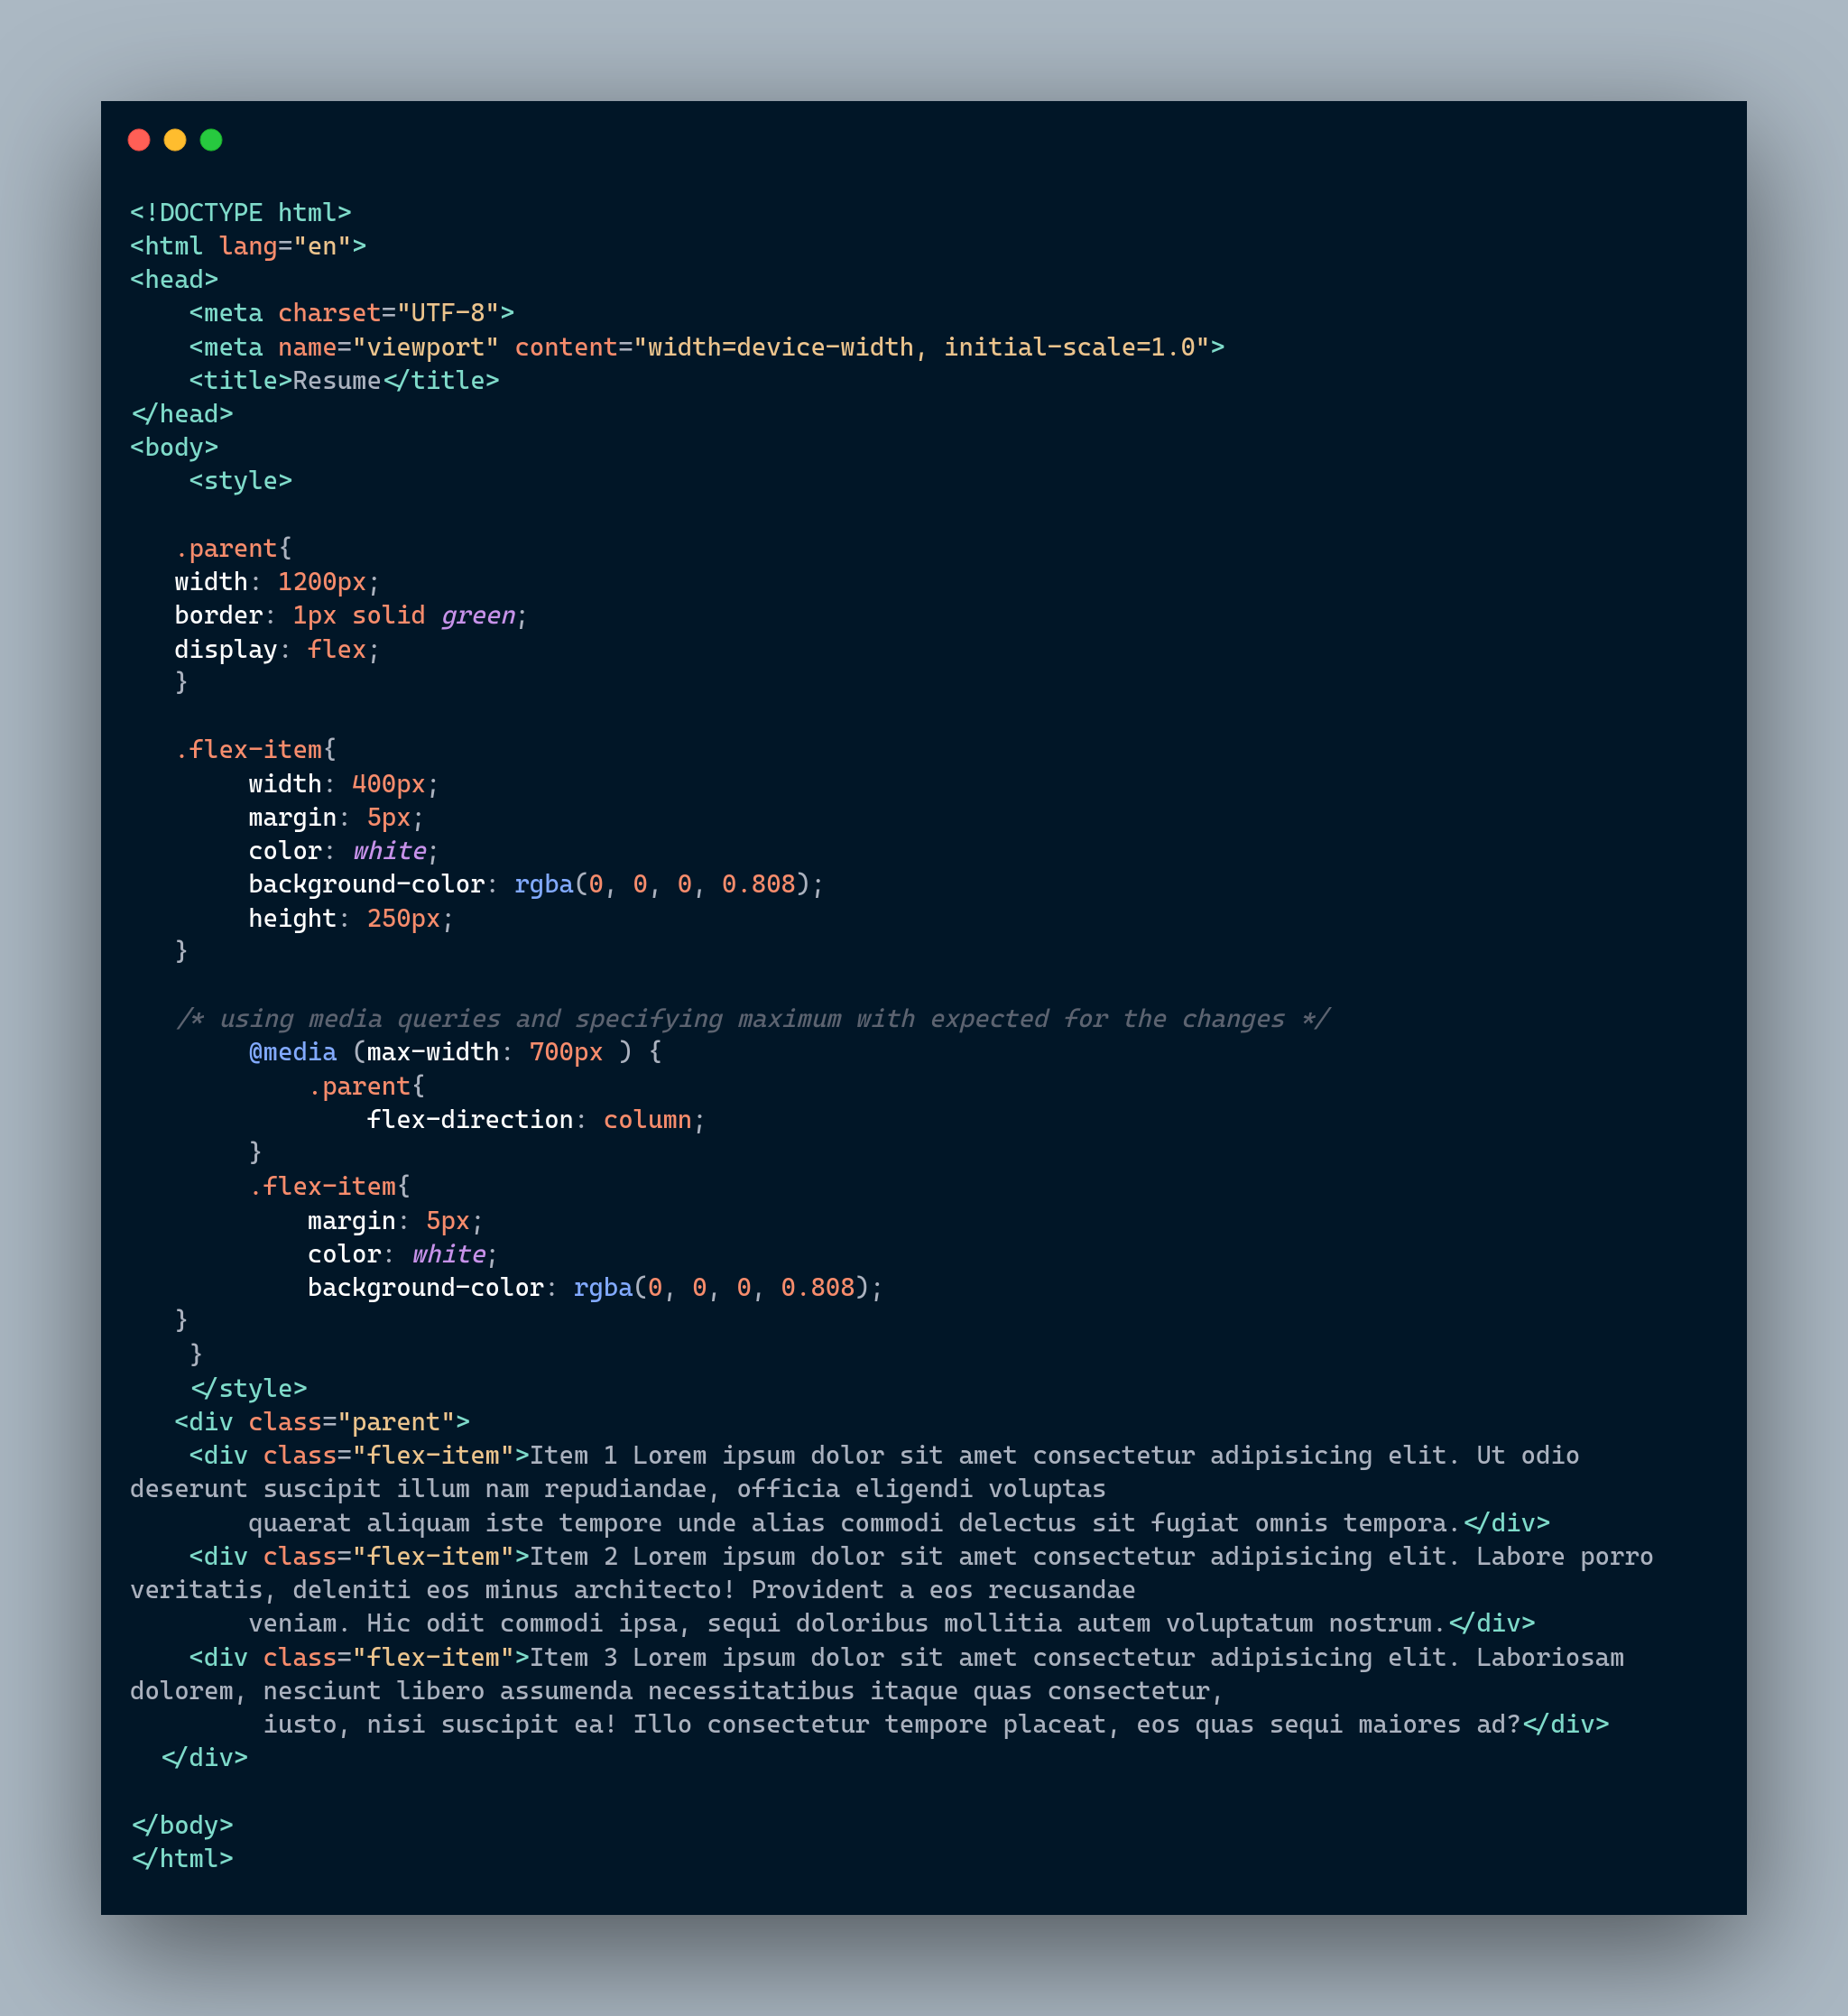 <!DOCTYPE html>
<html lang="en">
<head>
    <meta charset="UTF-8">
    <meta name="viewport" content="width=device-width, initial-scale=1.0">
    <title>Resume</title>
</head>
<body>
    <style>

   .parent{
   width: 1200px;
   border: 1px solid green;
   display: flex;
   }

   .flex-item{
        width: 400px;
        margin: 5px;
        color: white;
        background-color: rgba(0, 0, 0, 0.808);
        height: 250px;
   }

   /* using media queries and specifying maximum with expected for the changes */
        @media (max-width: 700px ) {
            .parent{
                flex-direction: column;
        }
        .flex-item{
            margin: 5px;
            color: white;
            background-color: rgba(0, 0, 0, 0.808);
   }
    }
    </style>
   <div class="parent">
    <div class="flex-item">Item 1 Lorem ipsum dolor sit amet consectetur adipisicing elit. Ut odio
deserunt suscipit illum nam repudiandae, officia eligendi voluptas
        quaerat aliquam iste tempore unde alias commodi delectus sit fugiat omnis tempora.</div>
    <div class="flex-item">Item 2 Lorem ipsum dolor sit amet consectetur adipisicing elit. Labore porro
veritatis, deleniti eos minus architecto! Provident a eos recusandae
        veniam. Hic odit commodi ipsa, sequi doloribus mollitia autem voluptatum nostrum.</div>
    <div class="flex-item">Item 3 Lorem ipsum dolor sit amet consectetur adipisicing elit. Laboriosam
dolorem, nesciunt libero assumenda necessitatibus itaque quas consectetur,
         iusto, nisi suscipit ea! Illo consectetur tempore placeat, eos quas sequi maiores ad?</div>
  </div>

</body>
</html>